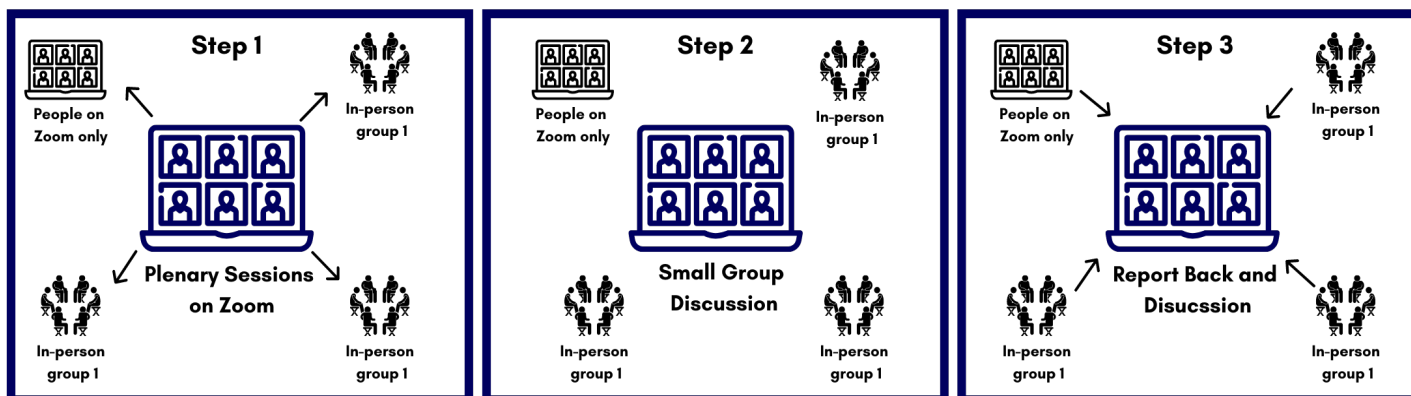 Step 1
People on
Zoom only
In-person
group 1
Plenary Sessions
on Zoom
In-person
group 1
In-person
group 1
Step 2
People on
Zoom only
In-person
group 1
Small Group
Discussion
In-person
group 1
In-person
group 1
Step 3
People on
Zoom only
In-person
group 1
Report Back and
Disucssion
In-person
group 1
In-person
group 1